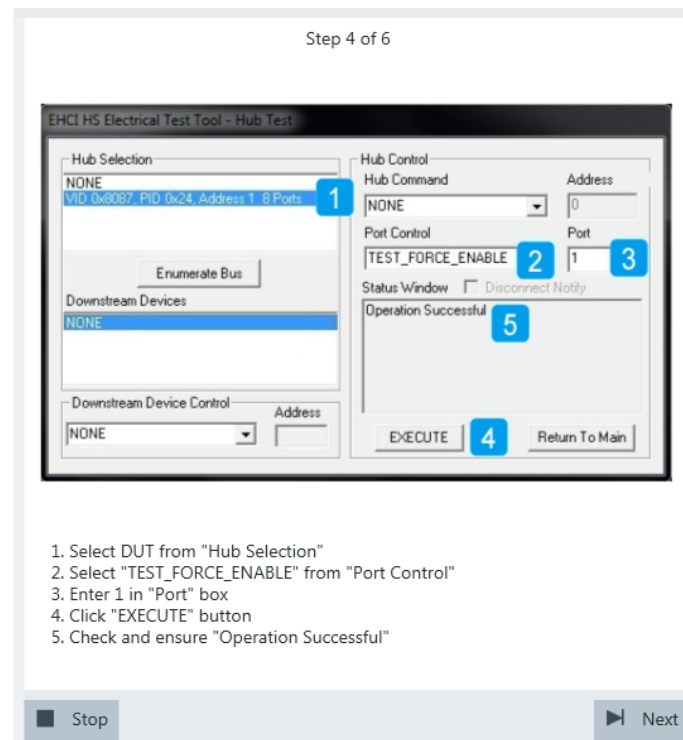 Step 4 of 6
EHCI HS Electrical Test Tool - Hub Test
Hub Selection
NONE
VID 0x8087, PID 0x24, Address 1 8 Ports
1
Enumerate Bus
Downstream Devices
NONE
Downstream Device Control
Address
NONE
Hub Control
Hub Command
Address
NONE
0
Port Control
Port
TEST_FORCE_ENABLE
2
1
3
Status Window
Disconnect Notify
Operation Successful
5
EXECUTE
4
Return To Main
1. Select DUT from "Hub Selection"
2. Select "TEST_FORCE_ENABLE" from "Port Control"
3. Enter 1 in "Port" box
4. Click "EXECUTE" button
5. Check and ensure "Operation Successful"
Stop
Next